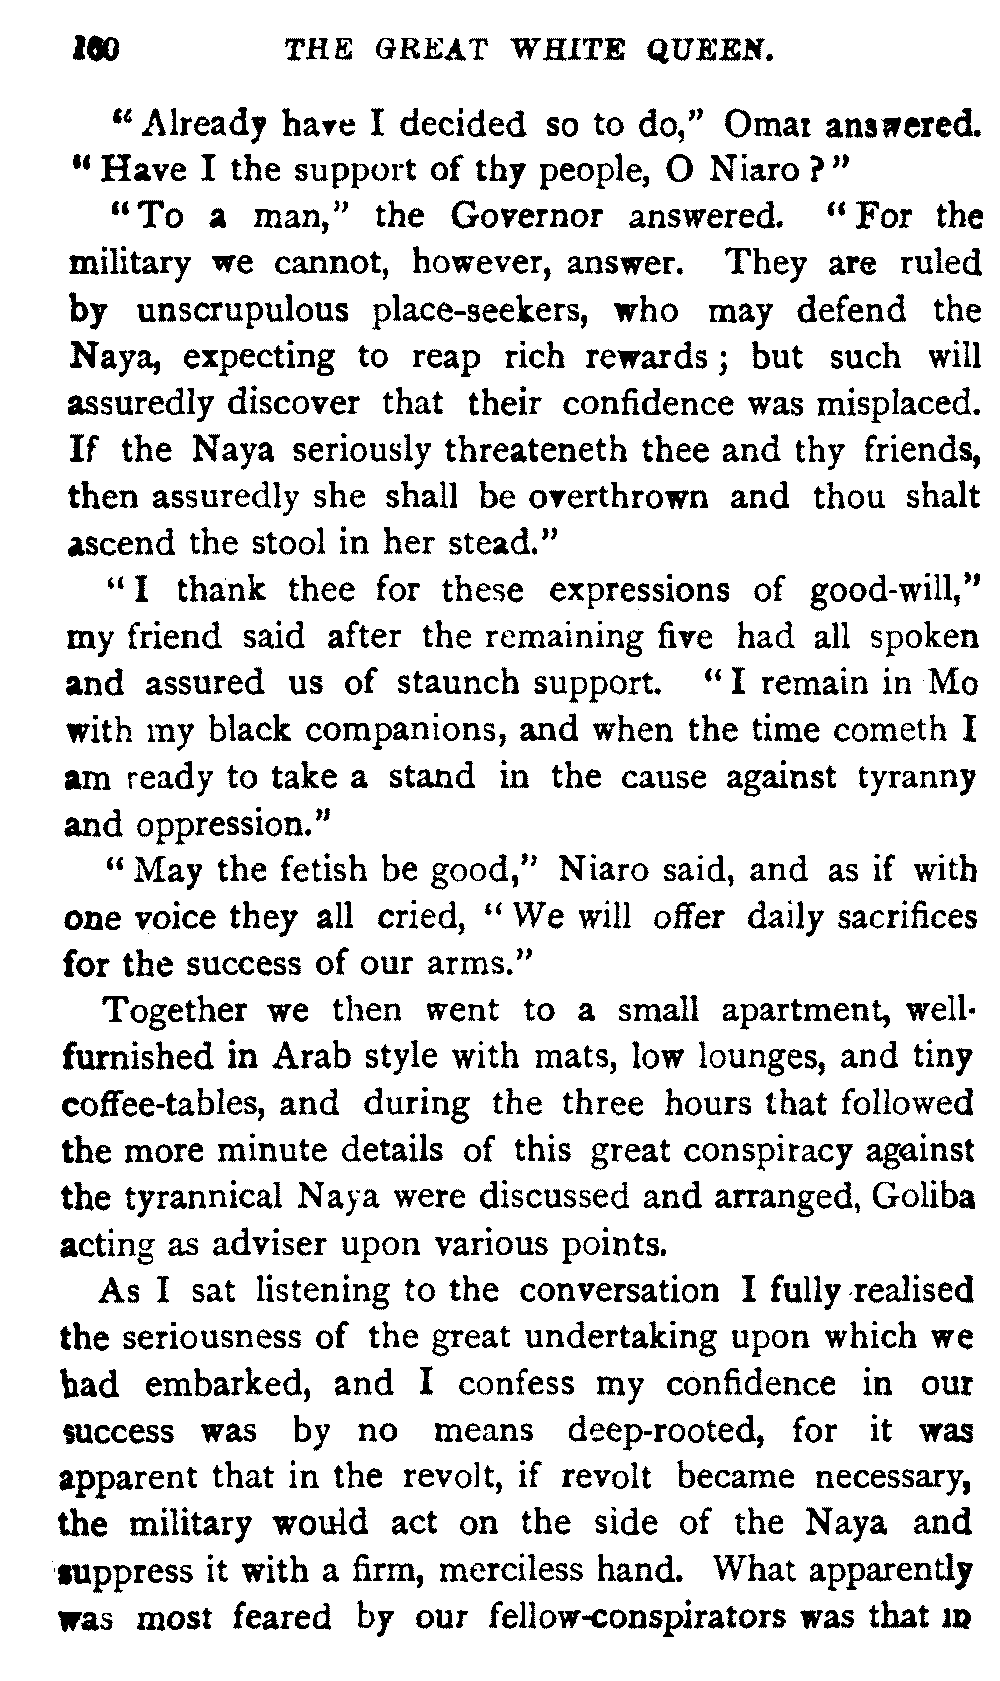 160 THE GREAT WHITE QUEEN.
“Already have I decided so to do,” Omar answered.
“Have I the support of thy people, O Niaro?”
“To a man,” the Governor answered. “For the
military we cannot, however, answer. They are ruled
by unscrupulous place-seekers, who may defend the
Naya, expecting to reap rich rewards; but such will
assuredly discover that their confidence was misplaced.
If the Naya seriously threateneth thee and thy friends,
then assuredly she shall be overthrown and thou shalt
ascend the stool in her stead.”
“I thank thee for these expressions of good-will,”
my friend said after the remaining five had all spoken
and assured us of staunch support. “I remain in Mo
with my black companions, and when the time cometh I
am ready to take a stand in the cause against tyranny
and oppression.”
“May the fetish be good,” Niaro said, and as if with
one voice they all cried, “We will offer daily sacrifices
for the success of our arms.”
Together we then went to a small apartment, well-
furnished in Arab style with mats, low lounges, and tiny
coffee-tables, and during the three hours that followed
the more minute details of this great conspiracy against
the tyrannical Naya were discussed and arranged, Goliba
acting as adviser upon various points.
As I sat listening to the conversation I fully realised
the seriousness of the great undertaking upon which we
had embarked, and I confess my confidence in our
success was by no means deep-rooted, for it was
apparent that in the revolt, if revolt became necessary,
the military would act on the side of the Naya and
suppress it with a firm, merciless hand. What apparently
was most feared by our fellow-conspirators was that in